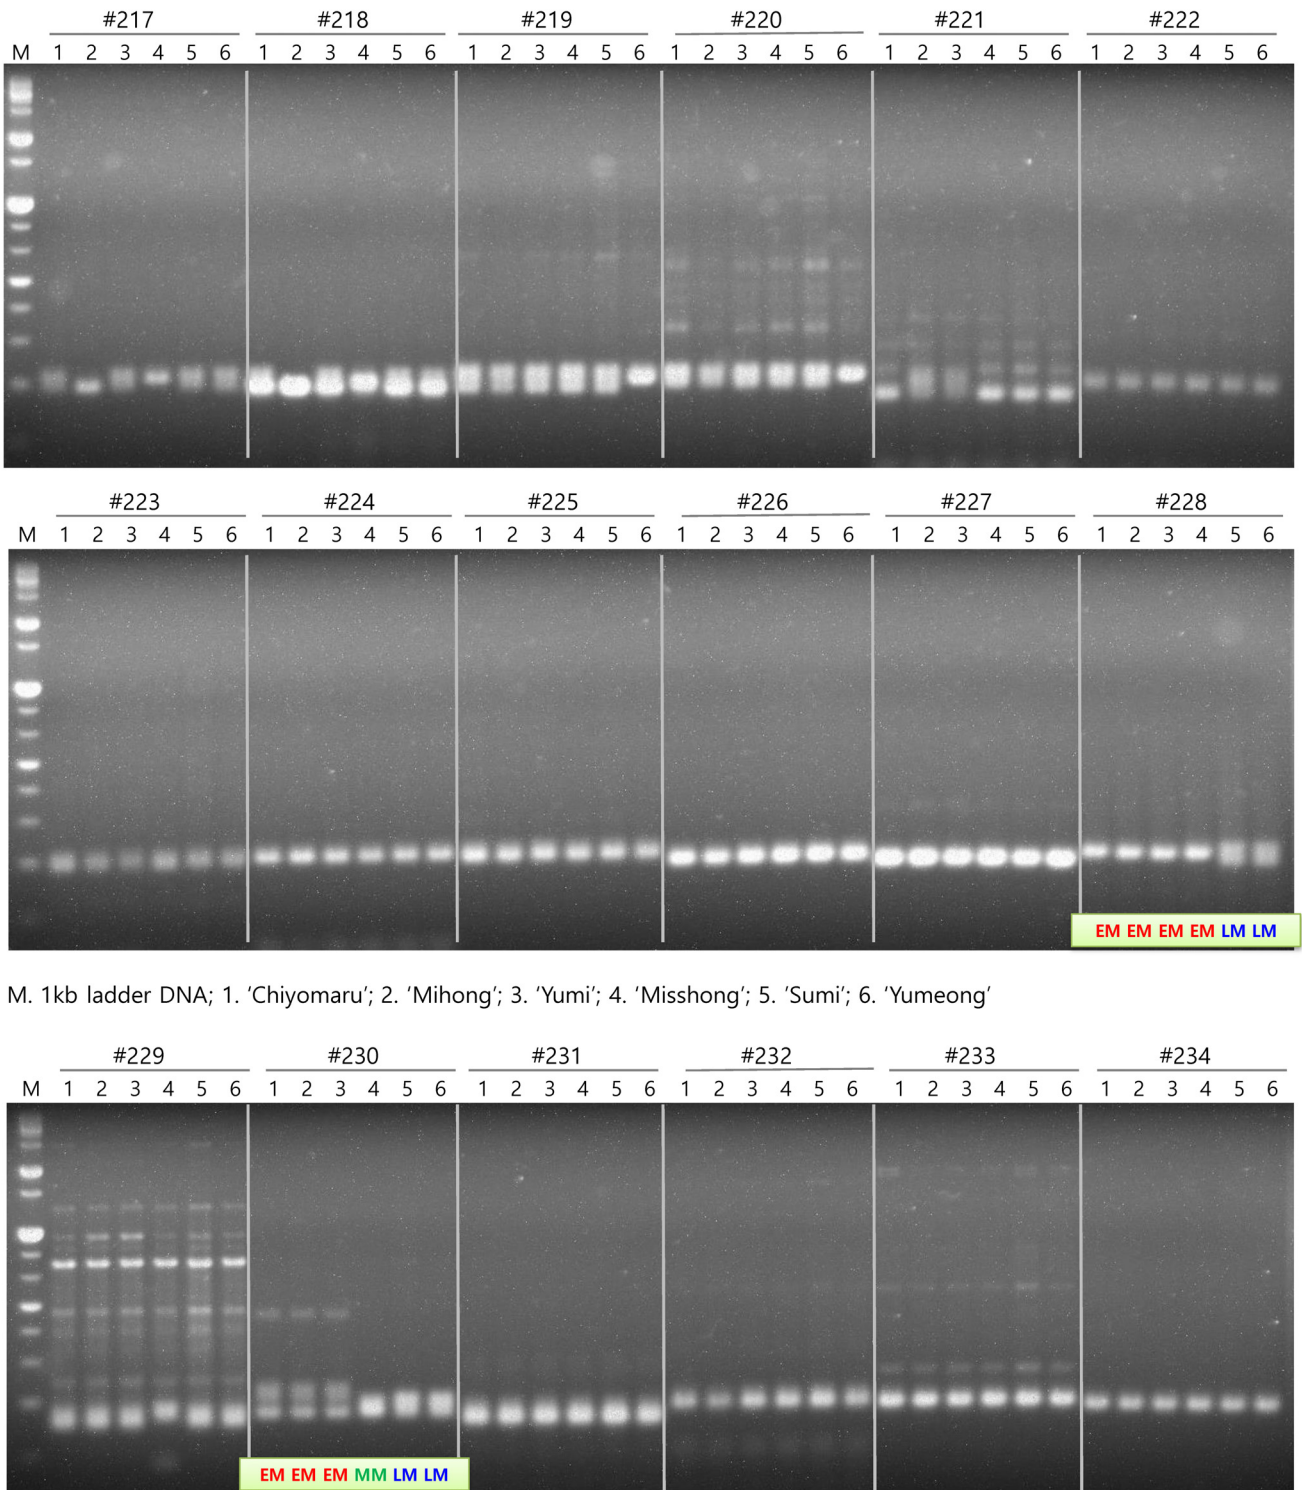 #217 #218 #219 #220 #221 #222
M 1 2 3 4 5 6 1 2 3 4 5 6 1 2 3 4 5 6 1 2 3 4 5 6 1 2 3 4 5 6 1 2 3 4 5 6
#223 #224 #225 #226 #227 #228
M 1 2 3 4 5 6 1 2 3 4 5 6 1 2 3 4 5 6 1 2 3 4 5 6 1 2 3 4 5 6 1 2 3 4 5 6
EM EM EM EM LM LM
M. 1kb ladder DNA; 1. ‘Chiyomaru’; 2. ‘Mihong’; 3. ‘Yumi’; 4. ‘Misshong’; 5. ‘Sumi’; 6. ‘Yumeong’
#229 #230 #231 #232 #233 #234
M 1 2 3 4 5 6 1 2 3 4 5 6 1 2 3 4 5 6 1 2 3 4 5 6 1 2 3 4 5 6 1 2 3 4 5 6
EM EM EM MM LM LM